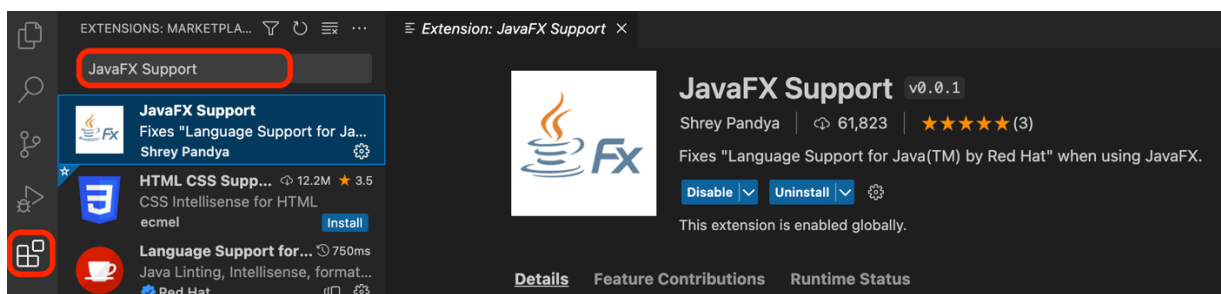 EXTENSIONS: MARKETPLA...
JavaFX Support
JavaFX Support
Fixes "Language Support for Ja...
Shrey Pandya
HTML CSS Supp... 12.2M ★ 3.5
CSS Intellisense for HTML
ecmel Install
Language Support for... 750ms
Java Linting, Intellisense, format...
Red Hat
Extension: JavaFX Support
Fx
Fx
JavaFX Support v0.0.1
Shrey Pandya 61,823 ★★★★★(3)
Fixes "Language Support for Java(TM) by Red Hat" when using JavaFX.
Disable Uninstall
This extension is enabled globally.
Details Feature Contributions Runtime Status